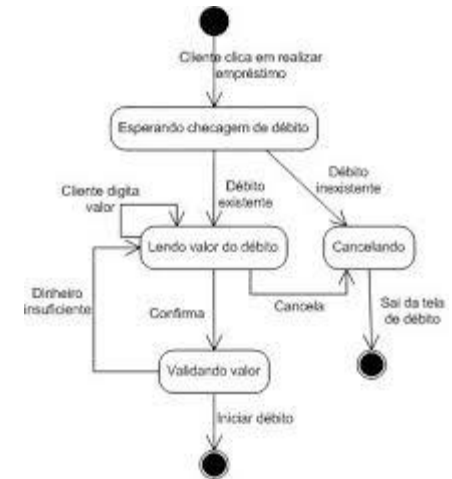 Cliente clica em realizar
empréstimo
Esperando checagem de débito
Débito
inexistente
Cliente digita
valor
Débito
existente
Lendo valor do débito
Cancelando
Dinheiro
insuficiente
Confirma
Cancela
Sai da tela
de débito
Validando valor
Iniciar débito